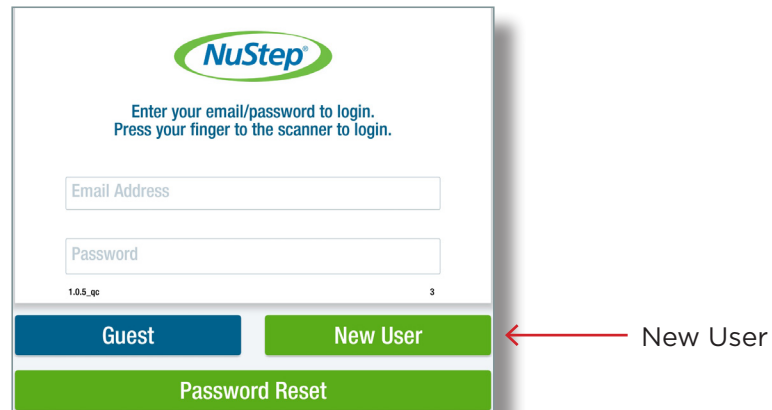 NuStep®
Enter your email/password to login.
Press your finger to the scanner to login.
Email Address
Password
1.0.5_qc 3
Guest New User
New User
Password Reset